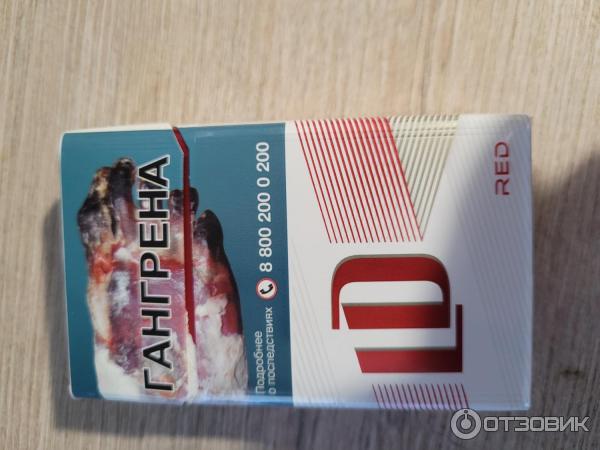 ГАНГРЕНА
Подробнее
о последствиях
8 800 200 0 200
LD
RED
ОТЗОВИК